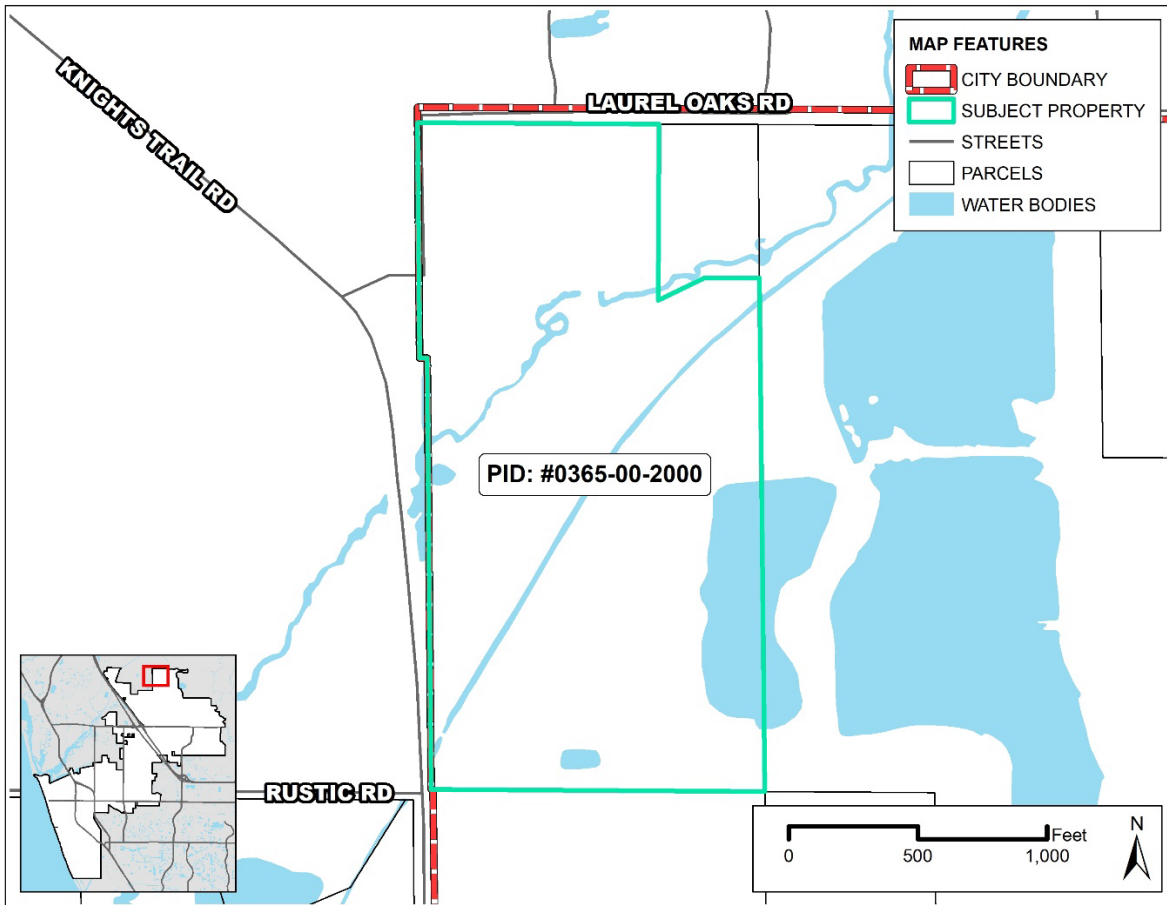 MAP FEATURES
CITY BOUNDARY
SUBJECT PROPERTY
STREETS
PARCELS
WATER BODIES
KNIGHTS TRAIL RD
LAUREL OAKS RD
PID: #0365-00-2000
RUSTIC RD
Feet
0 500 1,000
N